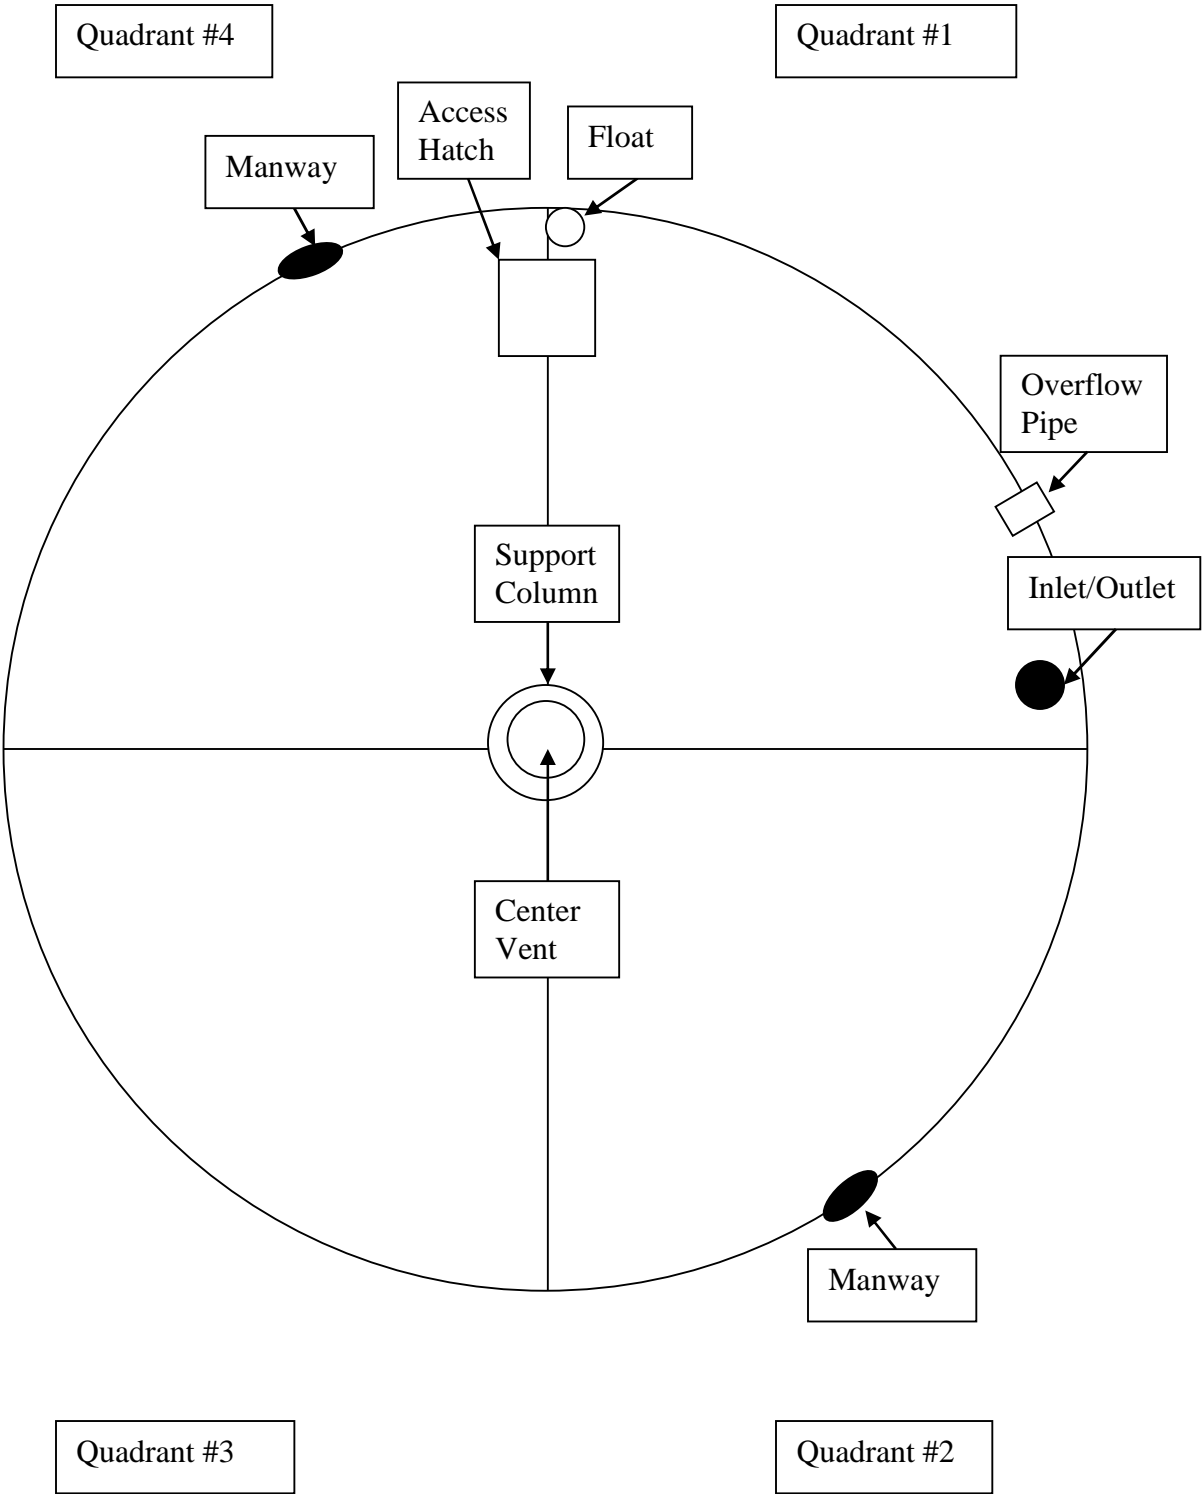 Quadrant #4
Quadrant #1
Access
Hatch
Float
Manway
Overflow
Pipe
Support
Column
Inlet/Outlet
Center
Vent
Manway
Quadrant #3
Quadrant #2